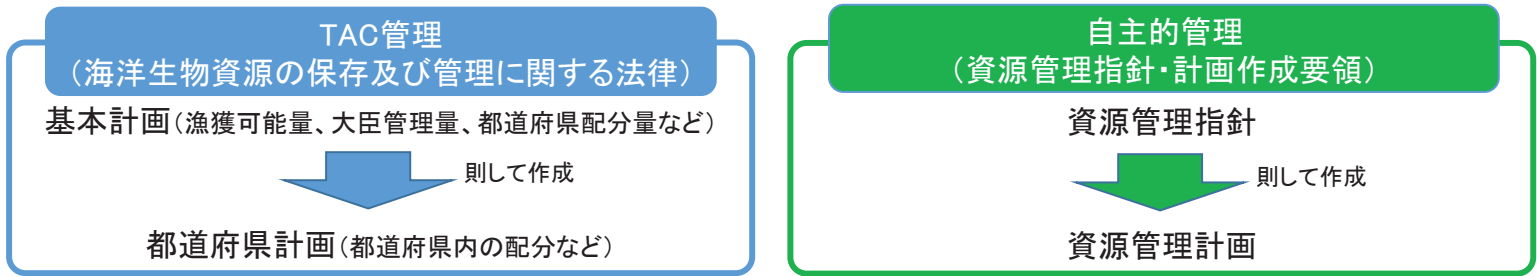 TAC管理
（海洋生物資源の保存及び管理に関する法律）
基本計画（漁獲可能量、大臣管理量、都道府県配分量など）
則して作成
都道府県計画（都道府県内の配分など）
自主的管理
（資源管理指針・計画作成要領）
資源管理指針
則して作成
資源管理計画